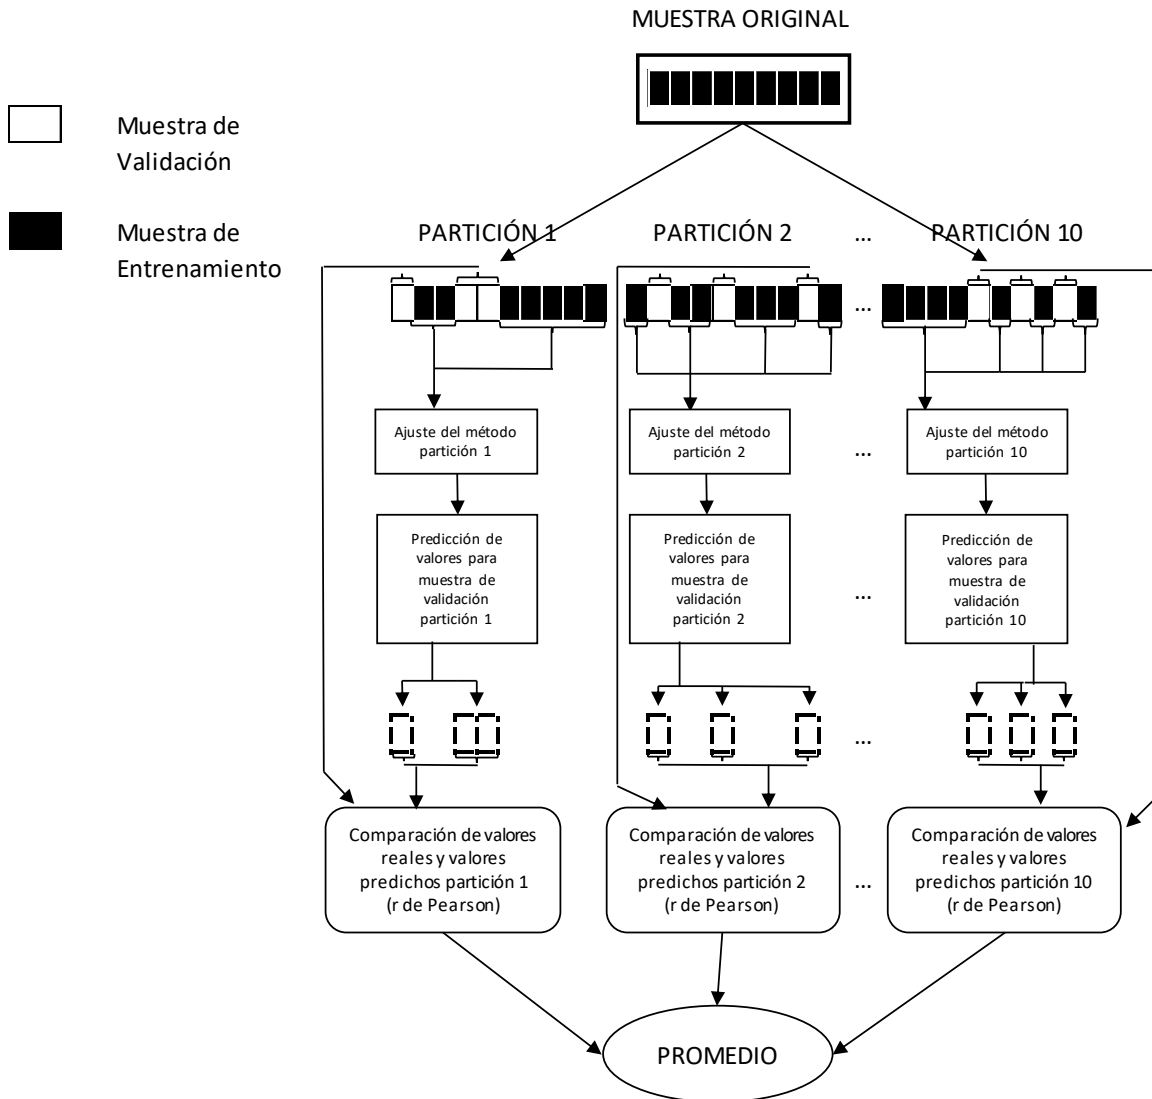 MUESTRA ORIGINAL
Muestra de
Validación
Muestra de
Entrenamiento
PARTICIÓN 1
PARTICIÓN 2
...
PARTICIÓN 10
...
Ajuste del método
partición 1
Ajuste del método
partición 2
...
Ajuste del método
partición 10
Predicción de
valores para
muestra de
validación
partición 1
Predicción de
valores para
muestra de
validación
partición 2
...
Predicción de
valores para
muestra de
validación
partición 10
...
Comparación de valores
reales y valores
predichos partición 1
(r de Pearson)
Comparación de valores
reales y valores
predichos partición 2
(r de Pearson)
...
Comparación de valores
reales y valores
predichos partición 10
(r de Pearson)
PROMEDIO